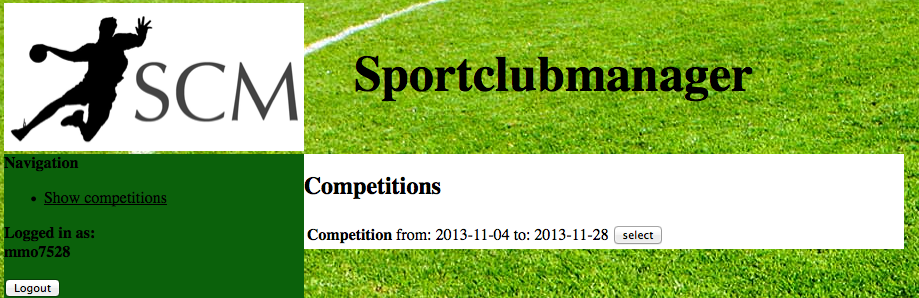 SCM
Sportclubmanager
Navigation
Show competitions
Logged in as:
mmo7528
Logout
Competitions
Competition from: 2013-11-04 to: 2013-11-28 select